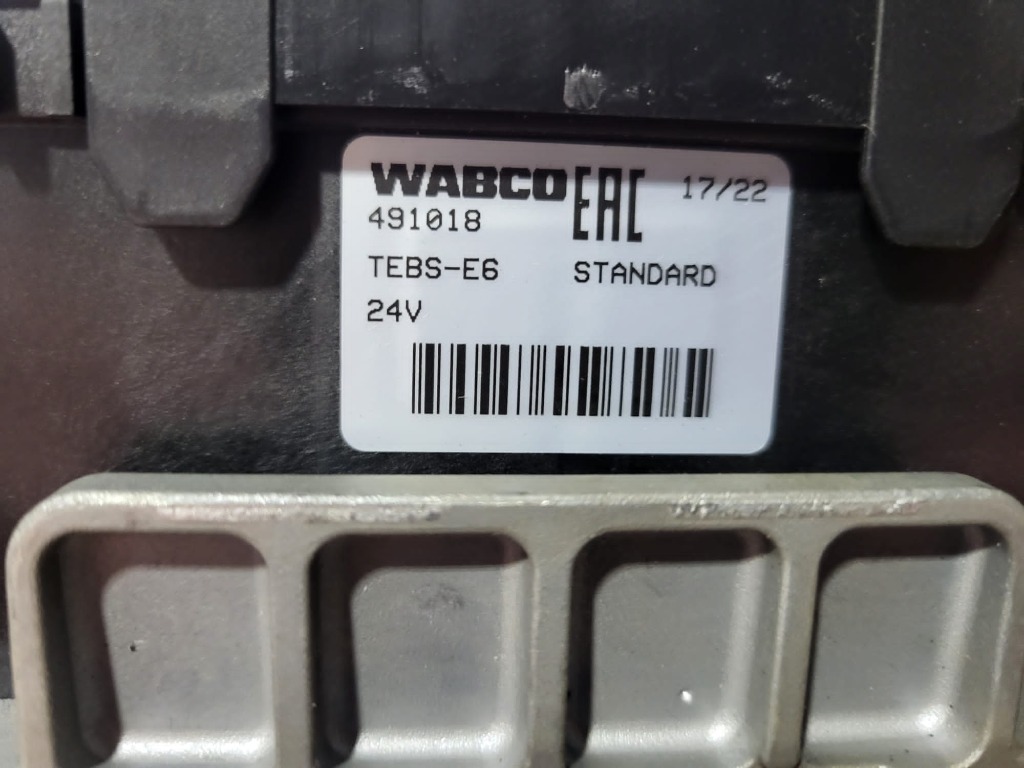 WABCO EAC 17/22
491018
TEBS-E6 STANDARD
24V